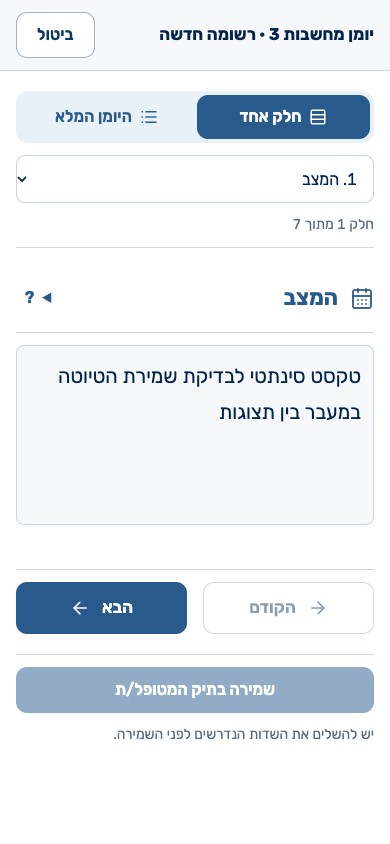 יומן מחשבות 3 • רשומה חדשה
ביטול
חלק אחד
היומן המלא
1. המצב
חלק 1 מתוך 7
המצב
?
טקסט סינתטי לבדיקת שמירת הטיוטה
במעבר בין תצוגות
הקודם
הבא
שמירה בתיק המטופל/ת
יש להשלים את השדות הנדרשים לפני השמירה.